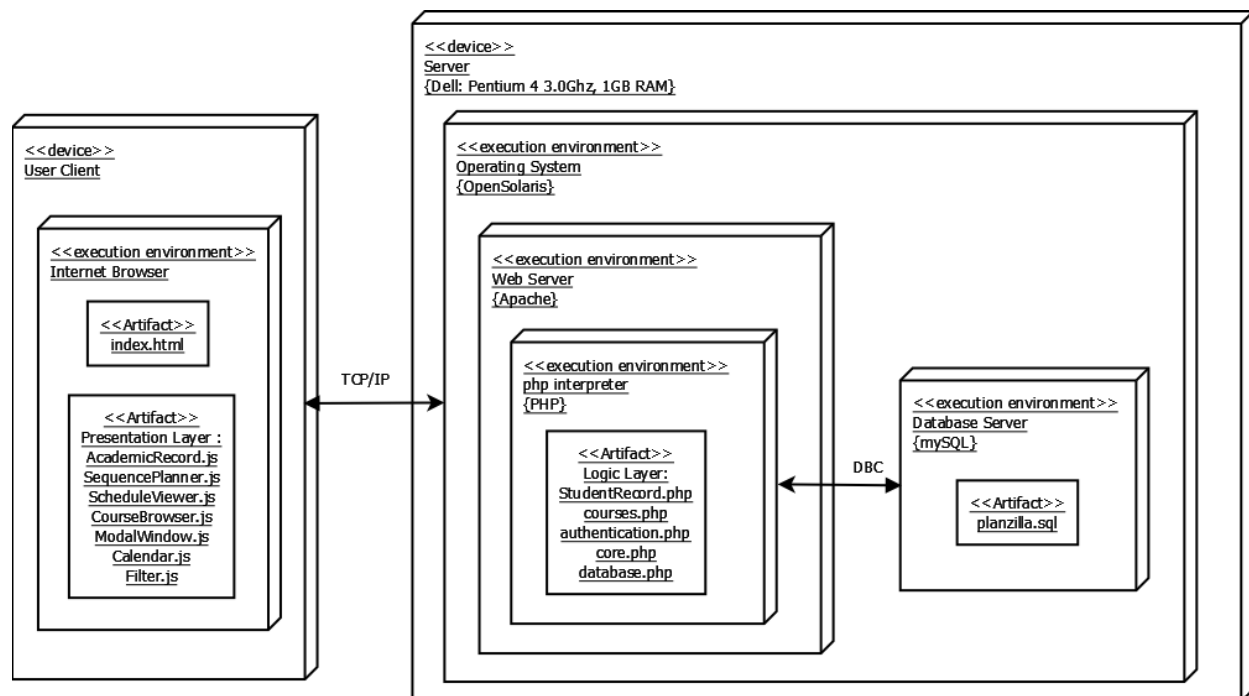 <<device>>
User Client
<<execution environment>>
Internet Browser
<<Artifact>>
index.html
<<Artifact>>
Presentation Layer :
AcademicRecord.js
SequencePlanner.js
ScheduleViewer.js
CourseBrowser.js
ModalWindow.js
Calendar.js
Filter.js
TCP/IP
<<device>>
Server
{Dell: Pentium 4 3.0Ghz, 1GB RAM}
<<execution environment>>
Operating System
{OpenSolaris}
<<execution environment>>
Web Server
{Apache}
<<execution environment>>
php interpreter
{PHP}
<<Artifact>>
Logic Layer:
StudentRecord.php
courses.php
authentication.php
core.php
database.php
DBC
<<execution environment>>
Database Server
{mySQL}
<<Artifact>>
planzilla.sql